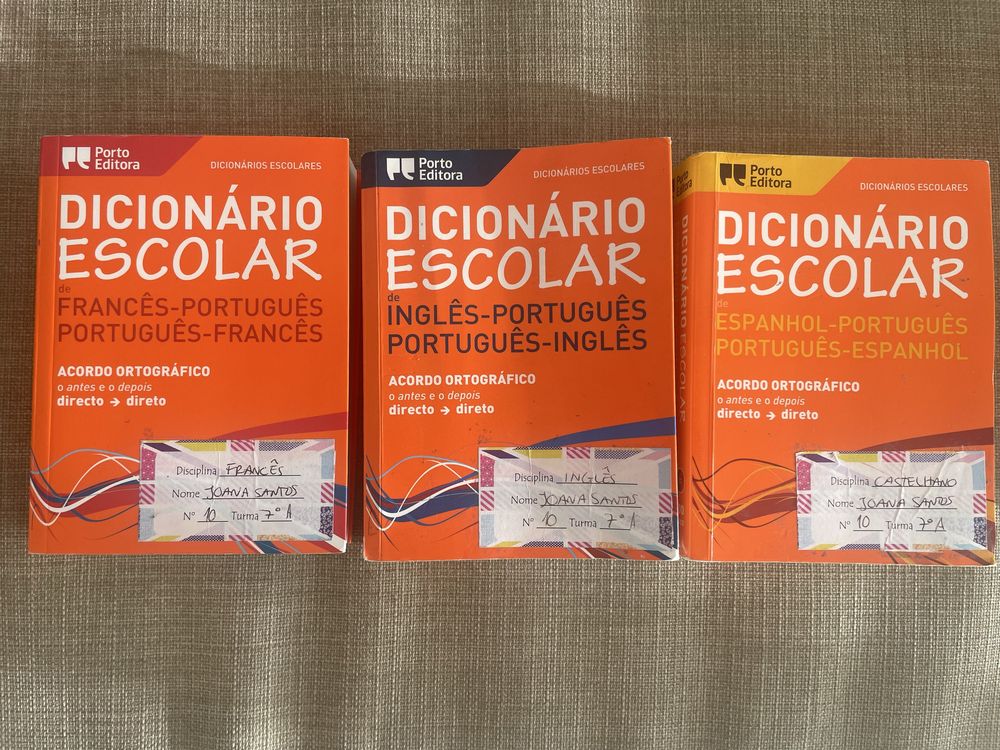 Porto
Editora
DICIONÁRIOS ESCOLARES
DICIONÁRIO
ESCOLAR
de
FRANCÊS-PORTUGUÊS
PORTUGUÊS-FRANCÊS
ACORDO ORTOGRÁFICO
o antes e o depois
directo → direto
Disciplina FRANCÊS
Nome JOANA SANTOS
Nº 10 Turma 7º A
Porto
Editora
DICIONÁRIOS ESCOLARES
DICIONÁRIO
ESCOLAR
de
INGLÊS-PORTUGUÊS
PORTUGUÊS-INGLÊS
ACORDO ORTOGRÁFICO
o antes e o depois
directo → direto
Disciplina INGLÊS
Nome JOANA SANTOS
Nº 10 Turma 7º A
Porto
Editora
DICIONÁRIO ESCOLAR
Porto
Editora
DICIONÁRIOS ESCOLARES
DICIONÁRIO
ESCOLAR
de
ESPANHOL-PORTUGUÊS
PORTUGUÊS-ESPANHOL
ACORDO ORTOGRÁFICO
o antes e o depois
directo → direto
Disciplina CASTELHANO
Nome JOANA SANTOS
Nº 10 Turma 7º A